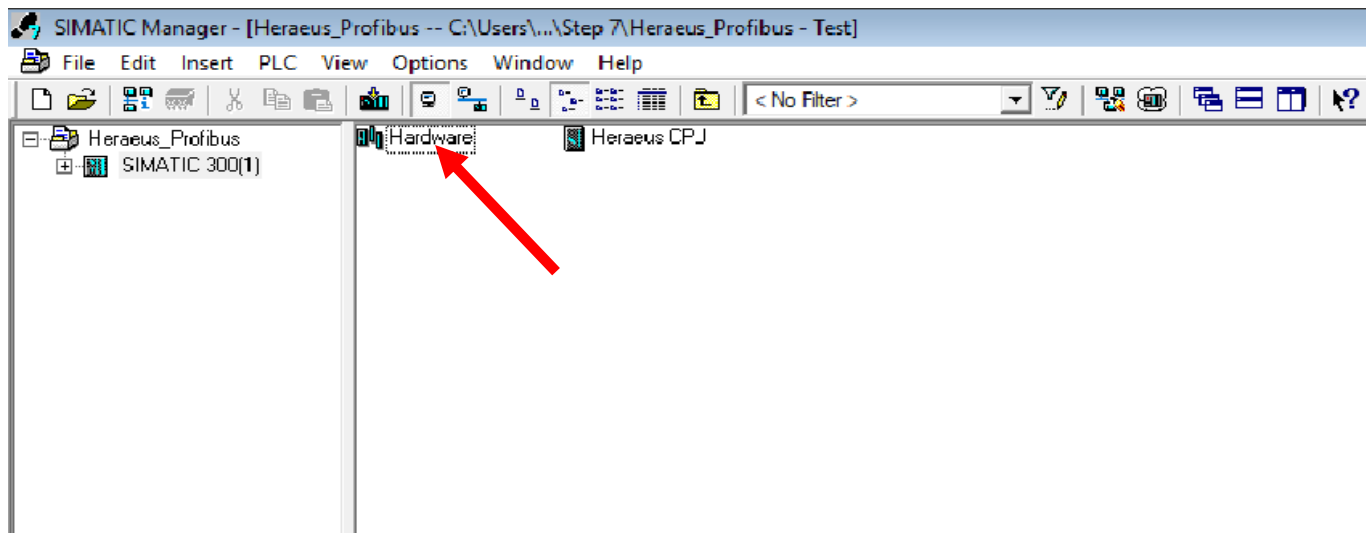 SIMATIC Manager - [Heraeus_Profibus -- C:\Users\...\Step 7\Heraeus_Profibus - Test]
File Edit Insert PLC View Options Window Help
< No Filter >
Heraeus_Profibus
SIMATIC 300(1)
Hardware
Heraeus CPJ